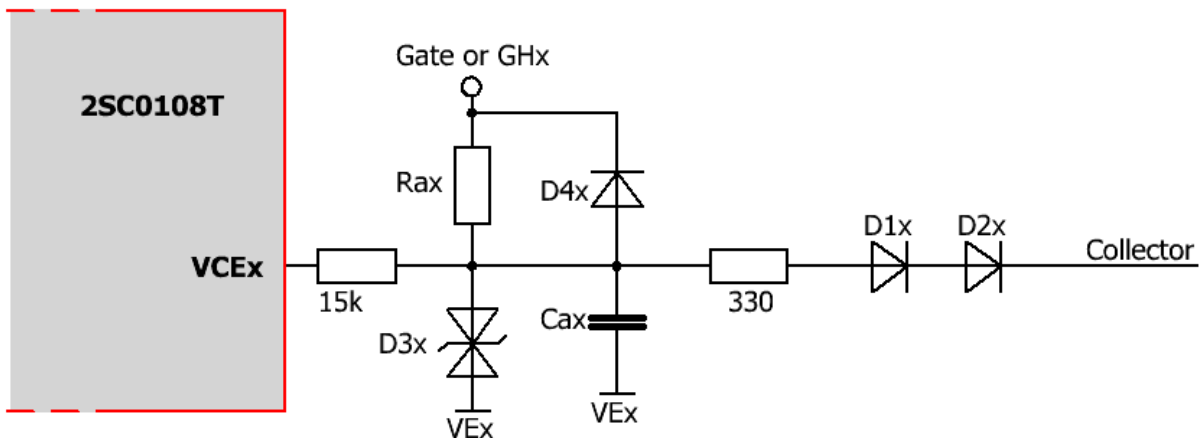 Gate or GHx
2SC0108T
Rax
D4x
D1x
D2x
Collector
VCEx
15k
330
D3x
Cax
VEx
VEx